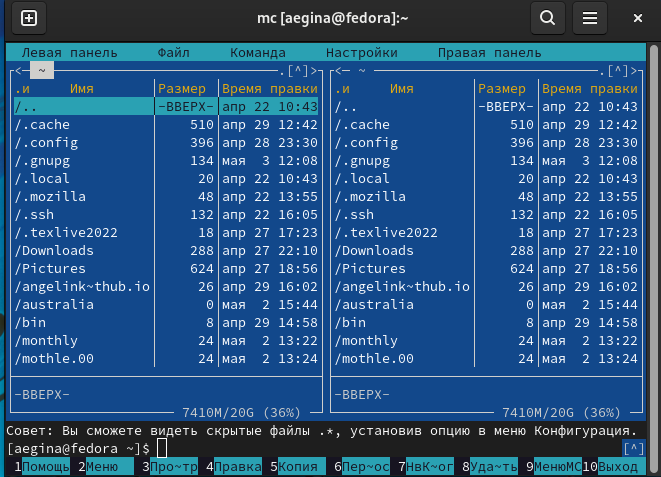 mc [aegina@fedora]:~
Левая панель Файл Команда Настройки Правая панель
<— ~ .[^]> <— ~ .[^]>
.и Имя Размер Время правки .и Имя Размер Время правки
/.. -ВВЕРХ- апр 22 10:43 /.. -ВВЕРХ- апр 22 10:43
/.cache 510 апр 29 12:42 /.cache 510 апр 29 12:42
/.config 396 апр 28 23:30 /.config 396 апр 28 23:30
/.gnupg 134 мая 3 12:08 /.gnupg 134 мая 3 12:08
/.local 20 апр 22 10:43 /.local 20 апр 22 10:43
/.mozilla 48 апр 22 13:55 /.mozilla 48 апр 22 13:55
/.ssh 132 апр 22 16:05 /.ssh 132 апр 22 16:05
/.texlive2022 18 апр 27 17:23 /.texlive2022 18 апр 27 17:23
/Downloads 288 апр 27 22:10 /Downloads 288 апр 27 22:10
/Pictures 624 апр 27 18:56 /Pictures 624 апр 27 18:56
/angelink~thub.io 26 апр 29 16:02 /angelink~thub.io 26 апр 29 16:02
/australia 0 мая 2 15:44 /australia 0 мая 2 15:44
/bin 8 апр 29 14:58 /bin 8 апр 29 14:58
/monthly 24 мая 2 13:22 /monthly 24 мая 2 13:22
/mothle.00 24 мая 2 13:24 /mothle.00 24 мая 2 13:24
-ВВЕРХ- -ВВЕРХ-
7410M/20G (36%) 7410M/20G (36%)
Совет: Вы сможете видеть скрытые файлы .*, установив опцию в меню Конфигурация.
[aegina@fedora ~]$ [^]
1Помощь 2Меню 3Про~тр 4Правка 5Копия 6Пер~ос 7НвК~ог 8Уда~ть 9МенюМС 10Выход